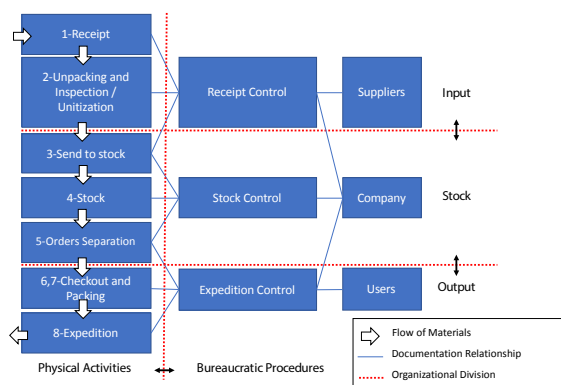 1-Receipt
2-Unpacking and
Inspection /
Unitization
Receipt Control
Suppliers
Input
3-Send to stock
4-Stock
Stock Control
Company
Stock
5-Orders Separation
6,7-Checkout and
Packing
Expedition Control
Users
Output
8-Expedition
Physical Activities
Bureaucratic Procedures
Flow of Materials
Documentation Relationship
Organizational Division